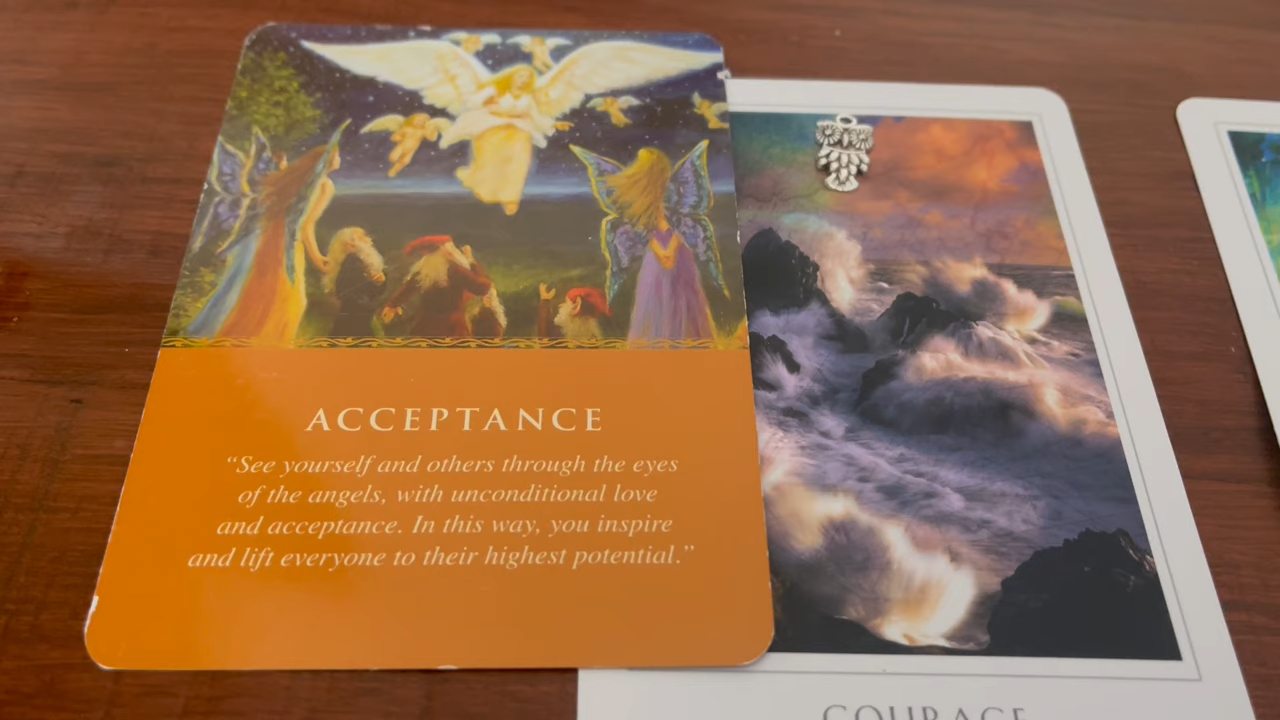 ACCEPTANCE
“See yourself and others through the eyes
of the angels, with unconditional love
and acceptance. In this way, you inspire
and lift everyone to their highest potential.”
COURAGE